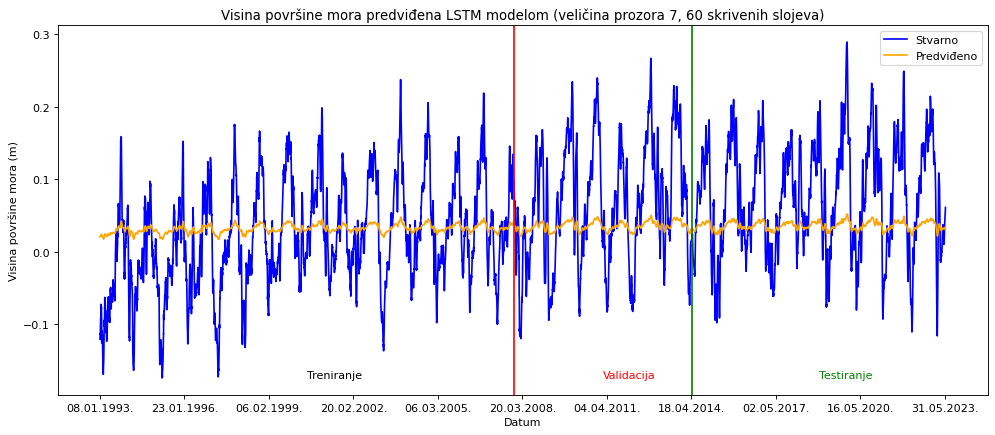 Visina površine mora predviđena LSTM modelom (veličina prozora 7, 60 skrivenih slojeva)
Stvarno
Predviđeno
Visina površine mora (m)
0.3
0.2
0.1
0.0
−0.1
Treniranje
Validacija
Testiranje
08.01.1993.
23.01.1996.
06.02.1999.
20.02.2002.
06.03.2005.
20.03.2008.
04.04.2011.
18.04.2014.
02.05.2017.
16.05.2020.
31.05.2023.
Datum